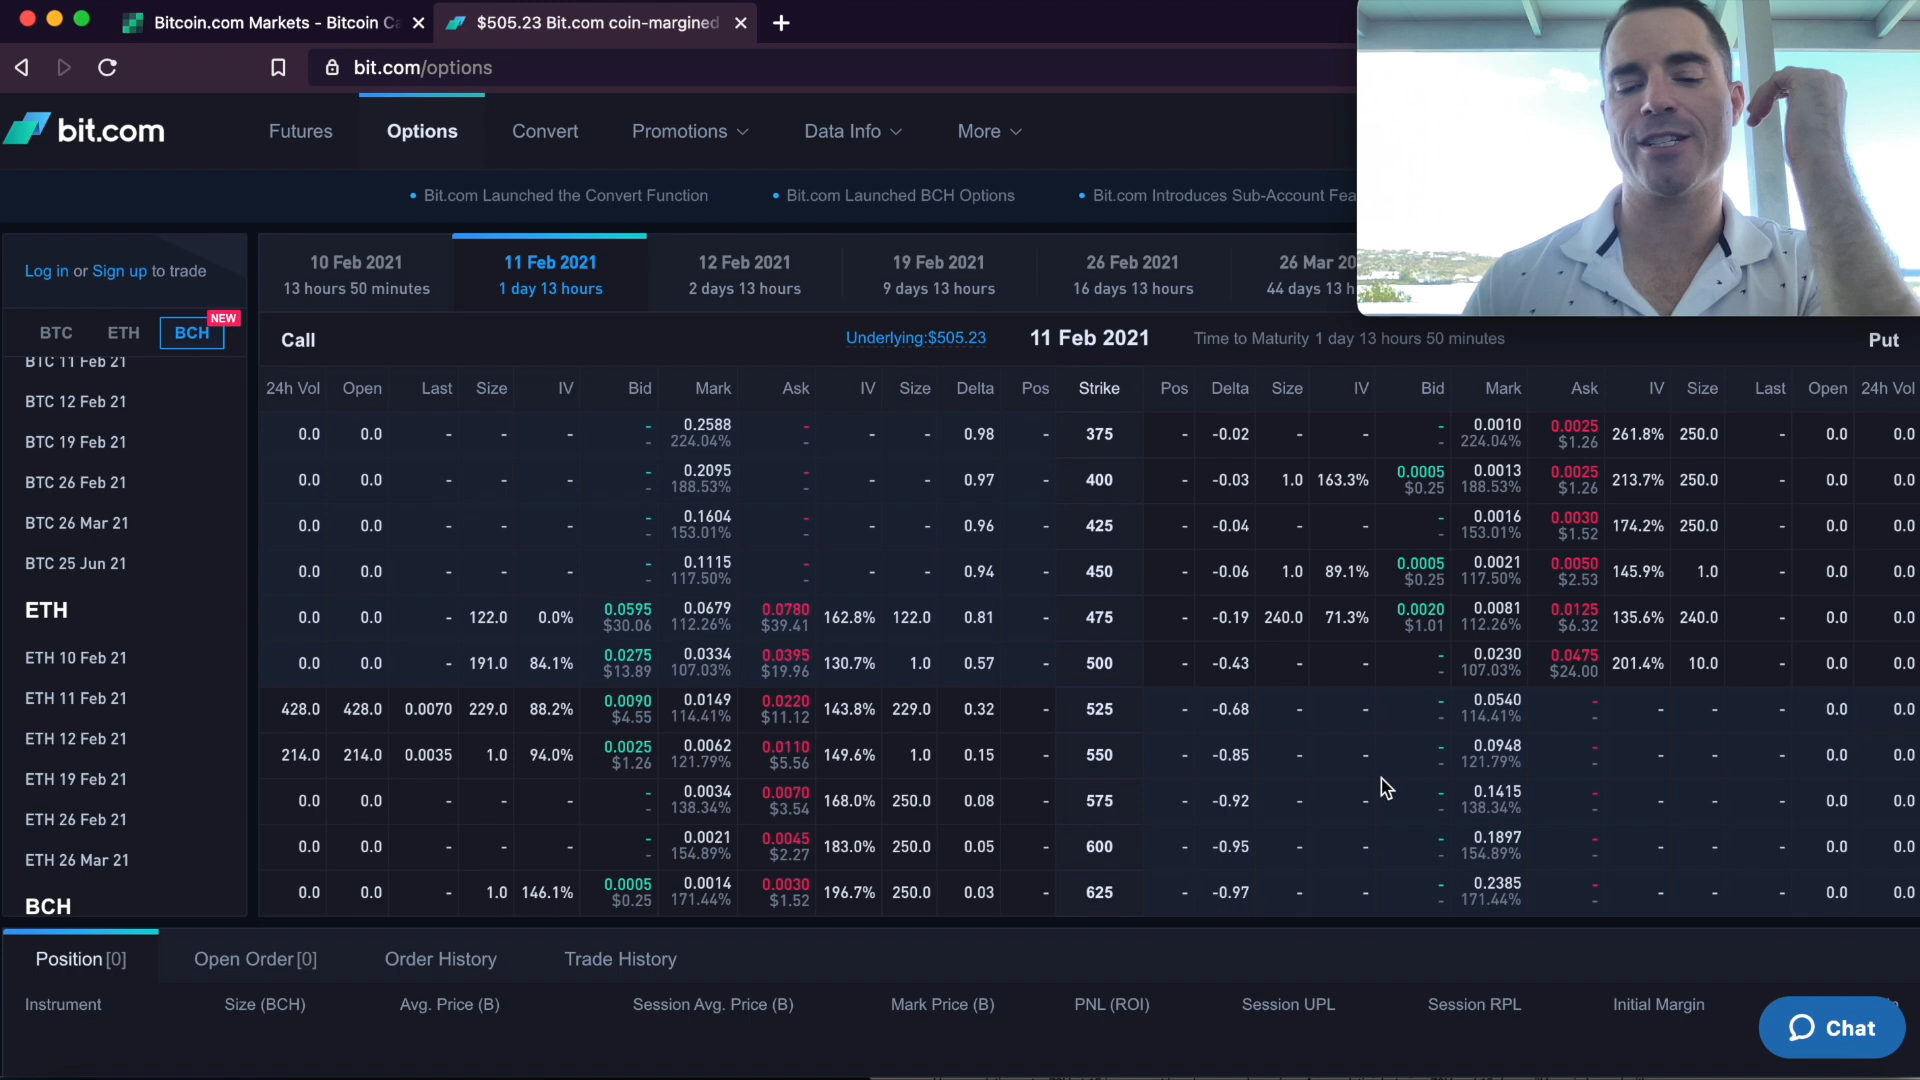 Bitcoin.com Markets - Bitcoin Ca
$505.23 Bit.com coin-margined
bit.com/options
bit.com
Futures Options Convert Promotions Data Info More
• Bit.com Launched the Convert Function • Bit.com Launched BCH Options • Bit.com Introduces Sub-Account Fea
Log in or Sign up to trade
BTC ETH BCH NEW
BTC 11 Feb 21
BTC 12 Feb 21
BTC 19 Feb 21
BTC 26 Feb 21
BTC 26 Mar 21
BTC 25 Jun 21
ETH
ETH 10 Feb 21
ETH 11 Feb 21
ETH 12 Feb 21
ETH 19 Feb 21
ETH 26 Feb 21
ETH 26 Mar 21
BCH
10 Feb 2021 11 Feb 2021 12 Feb 2021 19 Feb 2021 26 Feb 2021 26 Mar 20
13 hours 50 minutes 1 day 13 hours 2 days 13 hours 9 days 13 hours 16 days 13 hours 44 days 13 h
Call Underlying:$505.23 11 Feb 2021 Time to Maturity 1 day 13 hours 50 minutes Put
24h Vol Open Last Size IV Bid Mark Ask IV Size Delta Pos Strike Pos Delta Size IV Bid Mark Ask IV Size Last Open 24h Vol
0.0 0.0 - - - - 0.2588 - - - 0.98 - 375 - -0.02 - - - 0.0010 0.0025 261.8% 250.0 - 0.0 0.0
- 224.04% - - 224.04% $1.26
0.0 0.0 - - - - 0.2095 - - - 0.97 - 400 - -0.03 1.0 163.3% 0.0005 0.0013 0.0025 213.7% 250.0 - 0.0 0.0
- 188.53% - $0.25 188.53% $1.26
0.0 0.0 - - - - 0.1604 - - - 0.96 - 425 - -0.04 - - - 0.0016 0.0030 174.2% 250.0 - 0.0 0.0
- 153.01% - - 153.01% $1.52
0.0 0.0 - - - - 0.1115 - - - 0.94 - 450 - -0.06 1.0 89.1% 0.0005 0.0021 0.0050 145.9% 1.0 - 0.0 0.0
- 117.50% - $0.25 117.50% $2.53
0.0 0.0 - 122.0 0.0% 0.0595 0.0679 0.0780 162.8% 122.0 0.81 - 475 - -0.19 240.0 71.3% 0.0020 0.0081 0.0125 135.6% 240.0 - 0.0 0.0
$30.06 112.26% $39.41 $1.01 112.26% $6.32
0.0 0.0 - 191.0 84.1% 0.0275 0.0334 0.0395 130.7% 1.0 0.57 - 500 - -0.43 - - - 0.0230 0.0475 201.4% 10.0 - 0.0 0.0
$13.89 107.03% $19.96 - 107.03% $24.00
428.0 428.0 0.0070 229.0 88.2% 0.0090 0.0149 0.0220 143.8% 229.0 0.32 - 525 - -0.68 - - - 0.0540 - - - - 0.0 0.0
$4.55 114.41% $11.12 - 114.41% -
214.0 214.0 0.0035 1.0 94.0% 0.0025 0.0062 0.0110 149.6% 1.0 0.15 - 550 - -0.85 - - - 0.0948 - - - - 0.0 0.0
$1.26 121.79% $5.56 - 121.79% -
0.0 0.0 - - - - 0.0034 0.0070 168.0% 250.0 0.08 - 575 - -0.92 - - - 0.1415 - - - - 0.0 0.0
- 138.34% $3.54 - 138.34% -
0.0 0.0 - - - - 0.0021 0.0045 183.0% 250.0 0.05 - 600 - -0.95 - - - 0.1897 - - - - 0.0 0.0
- 154.89% $2.27 - 154.89% -
0.0 0.0 - 1.0 146.1% 0.0005 0.0014 0.0030 196.7% 250.0 0.03 - 625 - -0.97 - - - 0.2385 - - - - 0.0 0.0
$0.25 171.44% $1.52 - 171.44% -
Position[0] Open Order[0] Order History Trade History
Instrument Size (BCH) Avg. Price (B) Session Avg. Price (B) Mark Price (B) PNL (ROI) Session UPL Session RPL Initial Margin
Chat